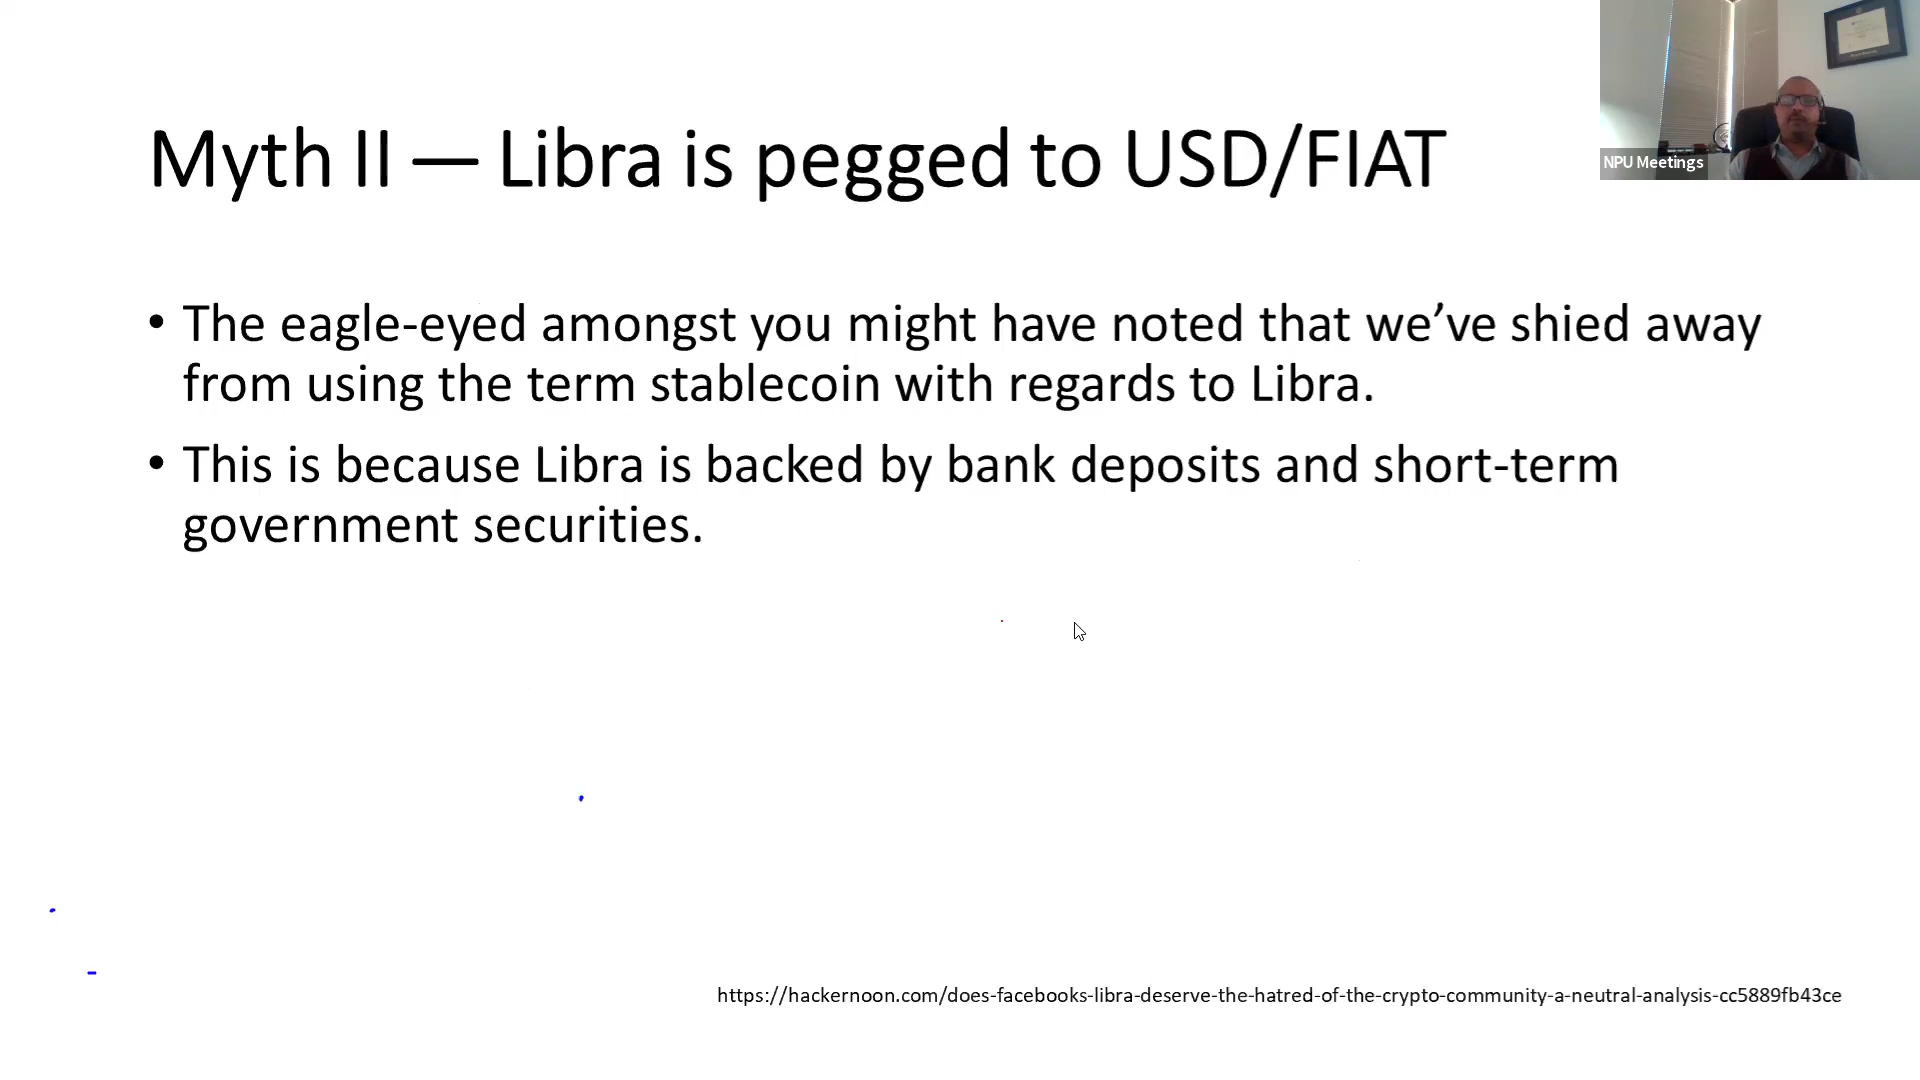 Myth II — Libra is pegged to USD/FIAT
NPU Meetings
• The eagle-eyed amongst you might have noted that we’ve shied away
from using the term stablecoin with regards to Libra.
• This is because Libra is backed by bank deposits and short-term
government securities.
https://hackernoon.com/does-facebooks-libra-deserve-the-hatred-of-the-crypto-community-a-neutral-analysis-cc5889fb43ce